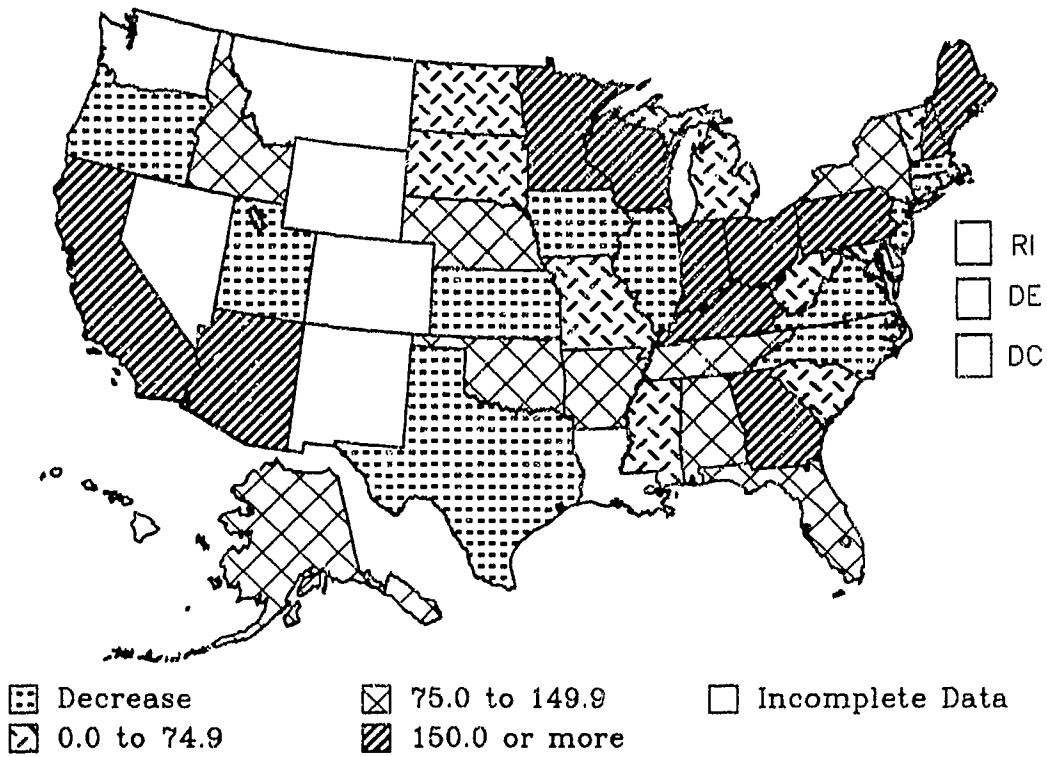 RI
DE
DC
Decrease
75.0 to 149.9
Incomplete Data
0.0 to 74.9
150.0 or more